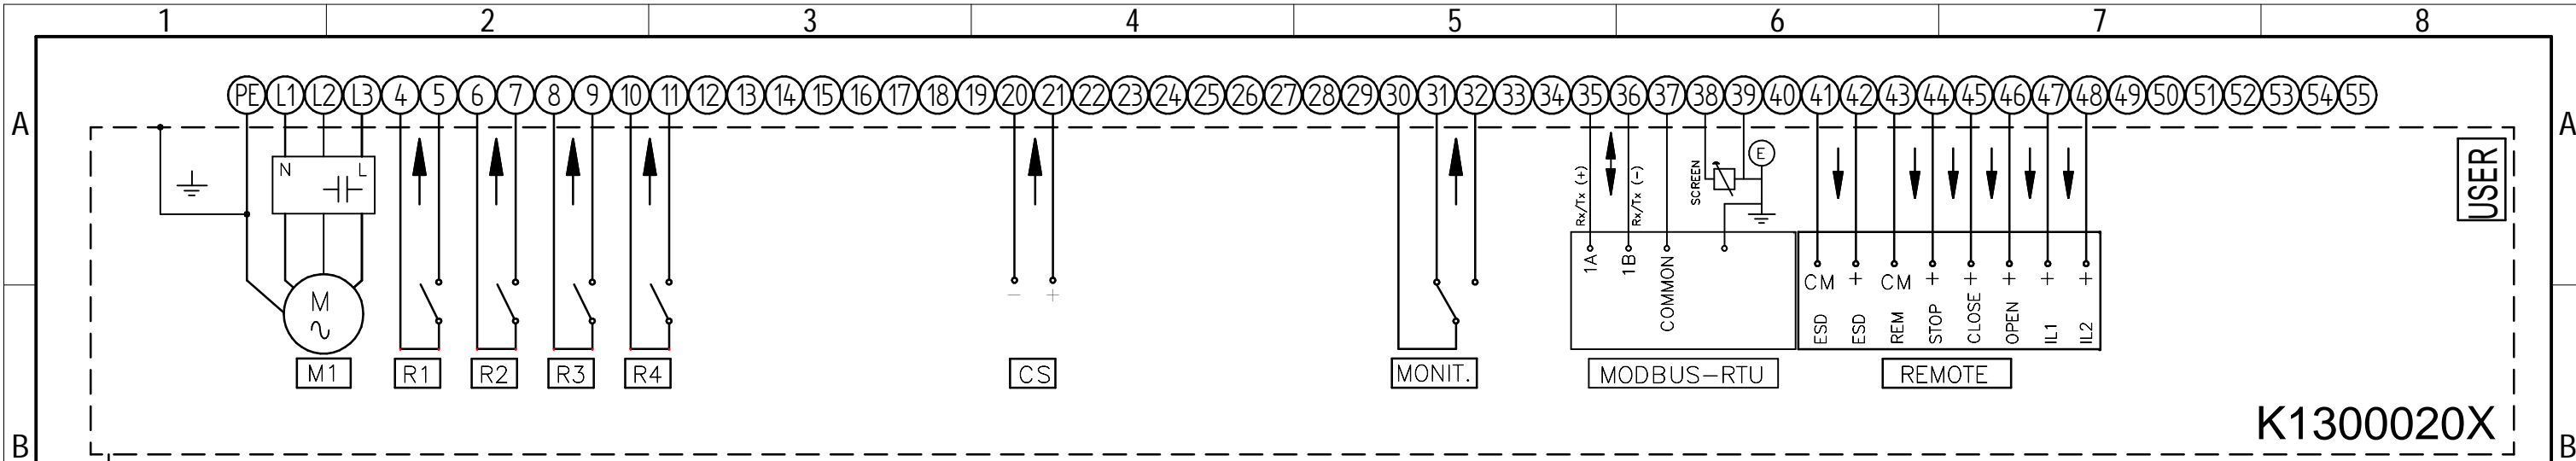 1 2 3 4 5 6 7 8
PE L1 L2 L3 4 5 6 7 8 9 10 11 12 13 14 15 16 17 18 19 20 21 22 23 24 25 26 27 28 29 30 31 32 33 34 35 36 37 38 39 40 41 42 43 44 45 46 47 48 49 50 51 52 53 54 55
A A
N L
Rx/Tx (+) Rx/Tx (-) SCREEN E
USER
1A 1B COMMON
CM + CM + + + + +
ESD ESD REM STOP CLOSE OPEN IL1 IL2
M
- +
M1 R1 R2 R3 R4 CS MONIT. MODBUS-RTU REMOTE
K1300020X
B B